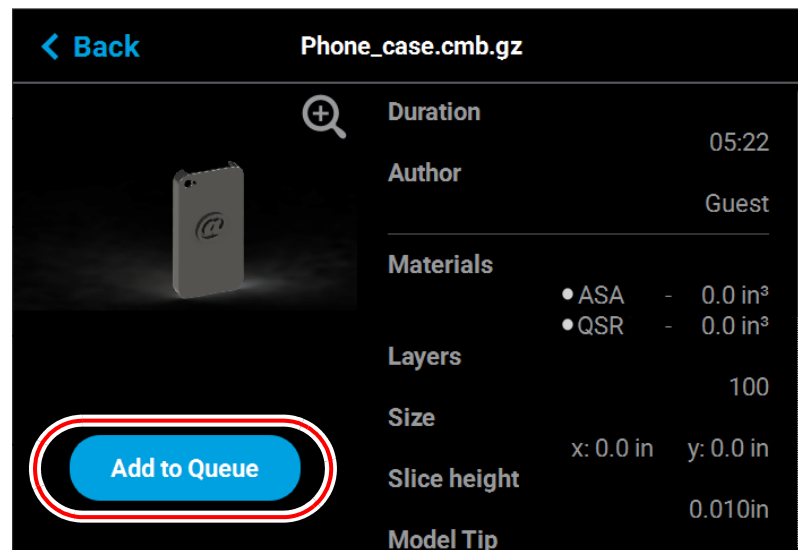 Back
Phone_case.cmb.gz
Duration
05:22
Author
Guest
Materials
ASA - 0.0 in³
QSR - 0.0 in³
Layers
100
Size
x: 0.0 in y: 0.0 in
Slice height
0.010in
Model Tip
Add to Queue
@